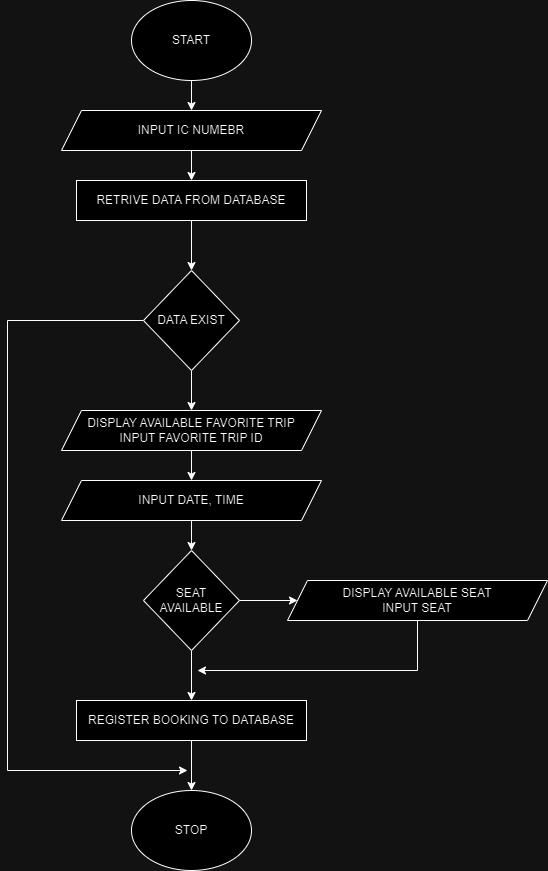 START
INPUT IC NUMEBR
RETRIVE DATA FROM DATABASE
DATA EXIST
DISPLAY AVAILABLE FAVORITE TRIP
INPUT FAVORITE TRIP ID
INPUT DATE, TIME
SEAT
AVAILABLE
DISPLAY AVAILABLE SEAT
INPUT SEAT
REGISTER BOOKING TO DATABASE
STOP